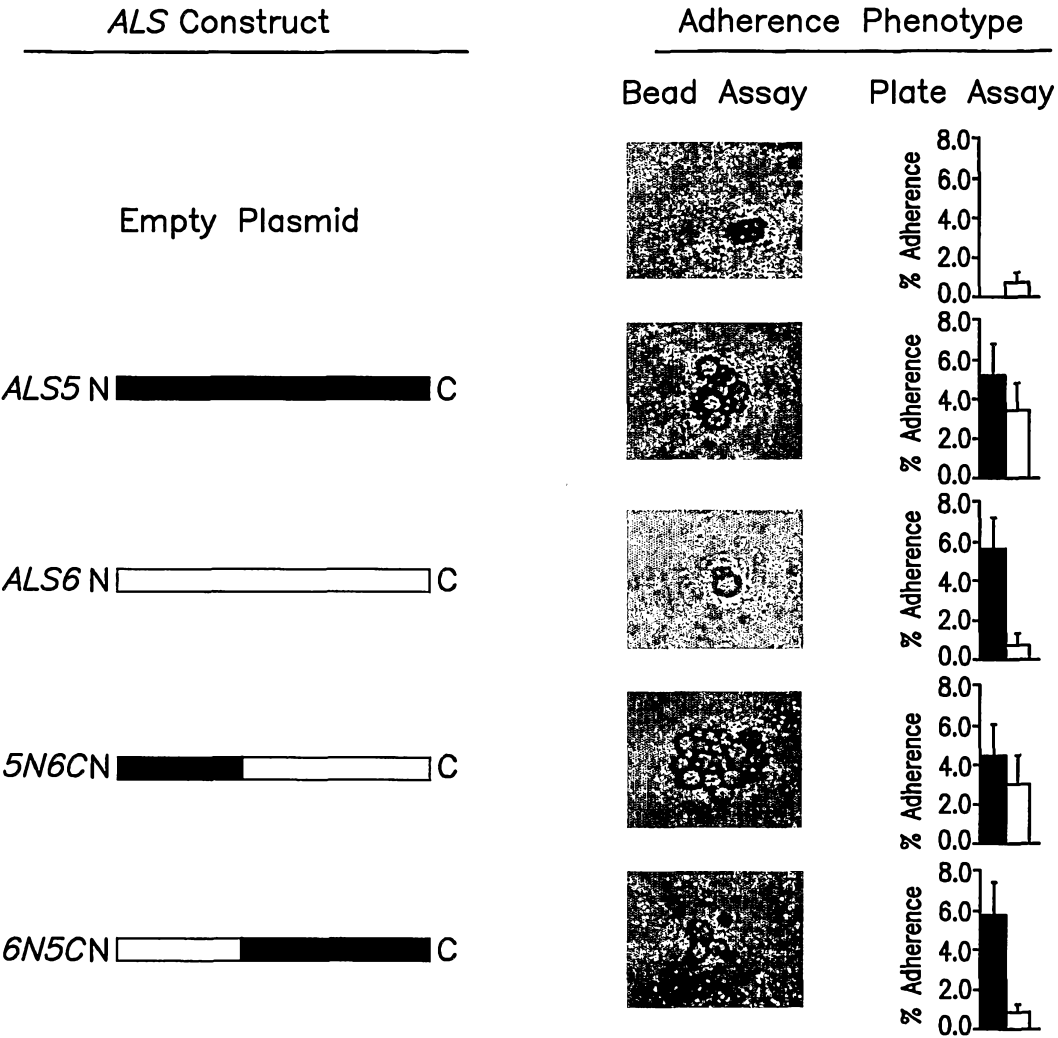 ALS Construct
Adherence Phenotype
Bead Assay
Plate Assay
Empty Plasmid
% Adherence
8.0
6.0
4.0
2.0
0.0
ALS5 N C
% Adherence
8.0
6.0
4.0
2.0
0.0
ALS6 N C
% Adherence
8.0
6.0
4.0
2.0
0.0
5N6C N C
% Adherence
8.0
6.0
4.0
2.0
0.0
6N5C N C
% Adherence
8.0
6.0
4.0
2.0
0.0